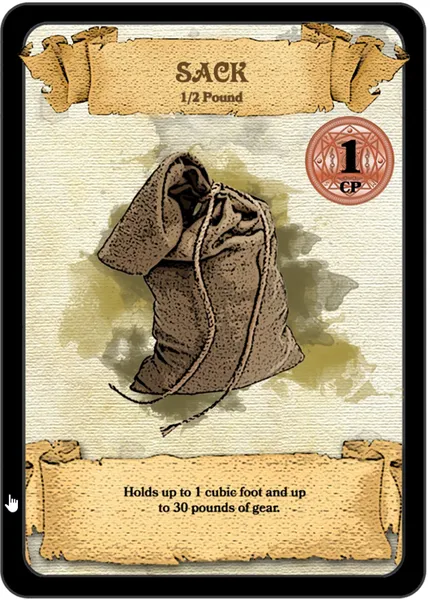 SACK
1/2 Pound
1
CP
Holds up to 1 cubic foot and up
to 30 pounds of gear.